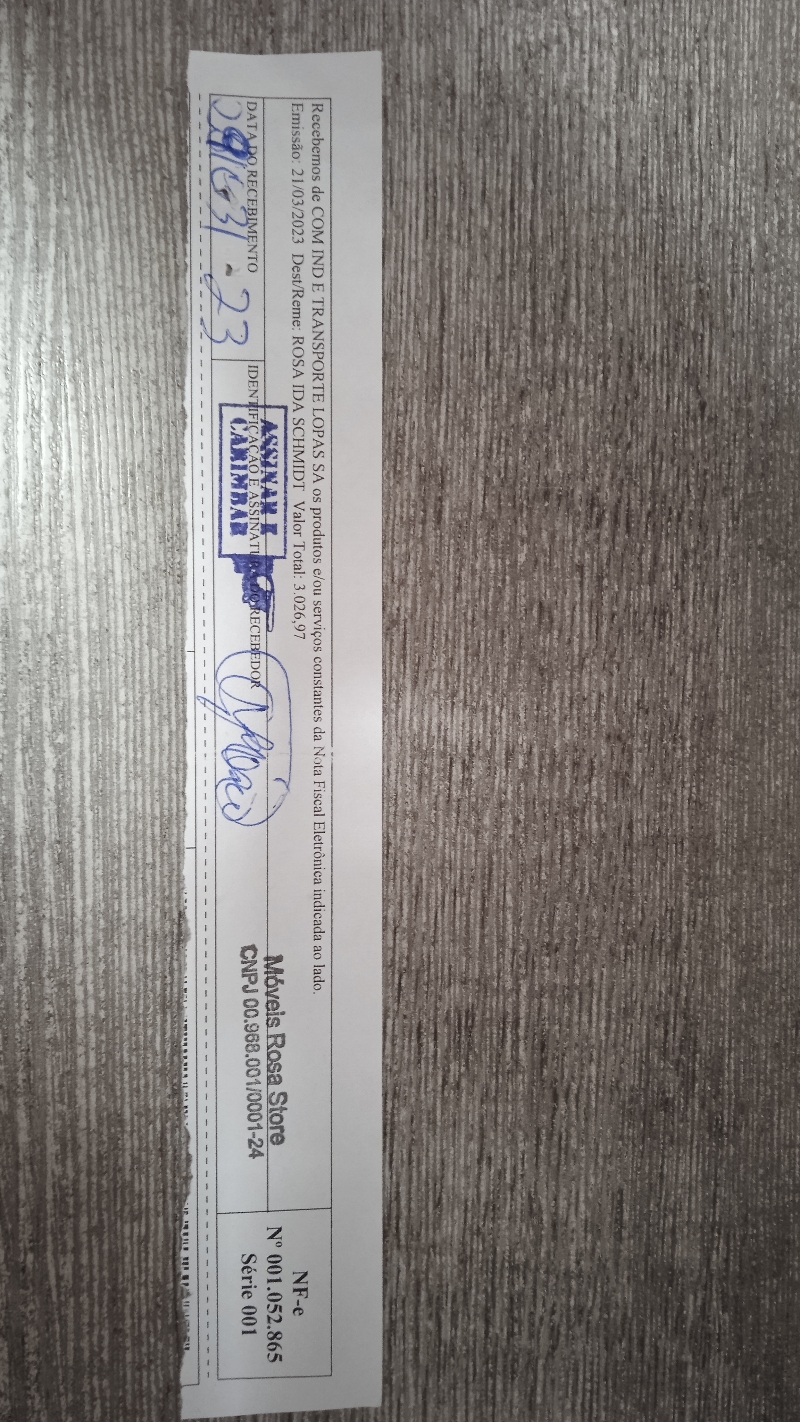 Recebemos de COM IND E TRANSPORTE LOPAS SA os produtos e/ou serviços constantes da Nota Fiscal Eletrônica indicada ao lado.
Emissão: 21/03/2023 Dest/Reme: ROSA IDA SCHMIDT Valor Total: 3.026,97
DATA DO RECEBIMENTO
23
IDENTIFICAÇÃO E ASSINATURA DO RECEBEDOR
ASSINAR E
CARIMBAR
Móveis Rosa Store
CNPJ 00.968.001/0001-24
NF-e
Nº 001.052.865
Série 001